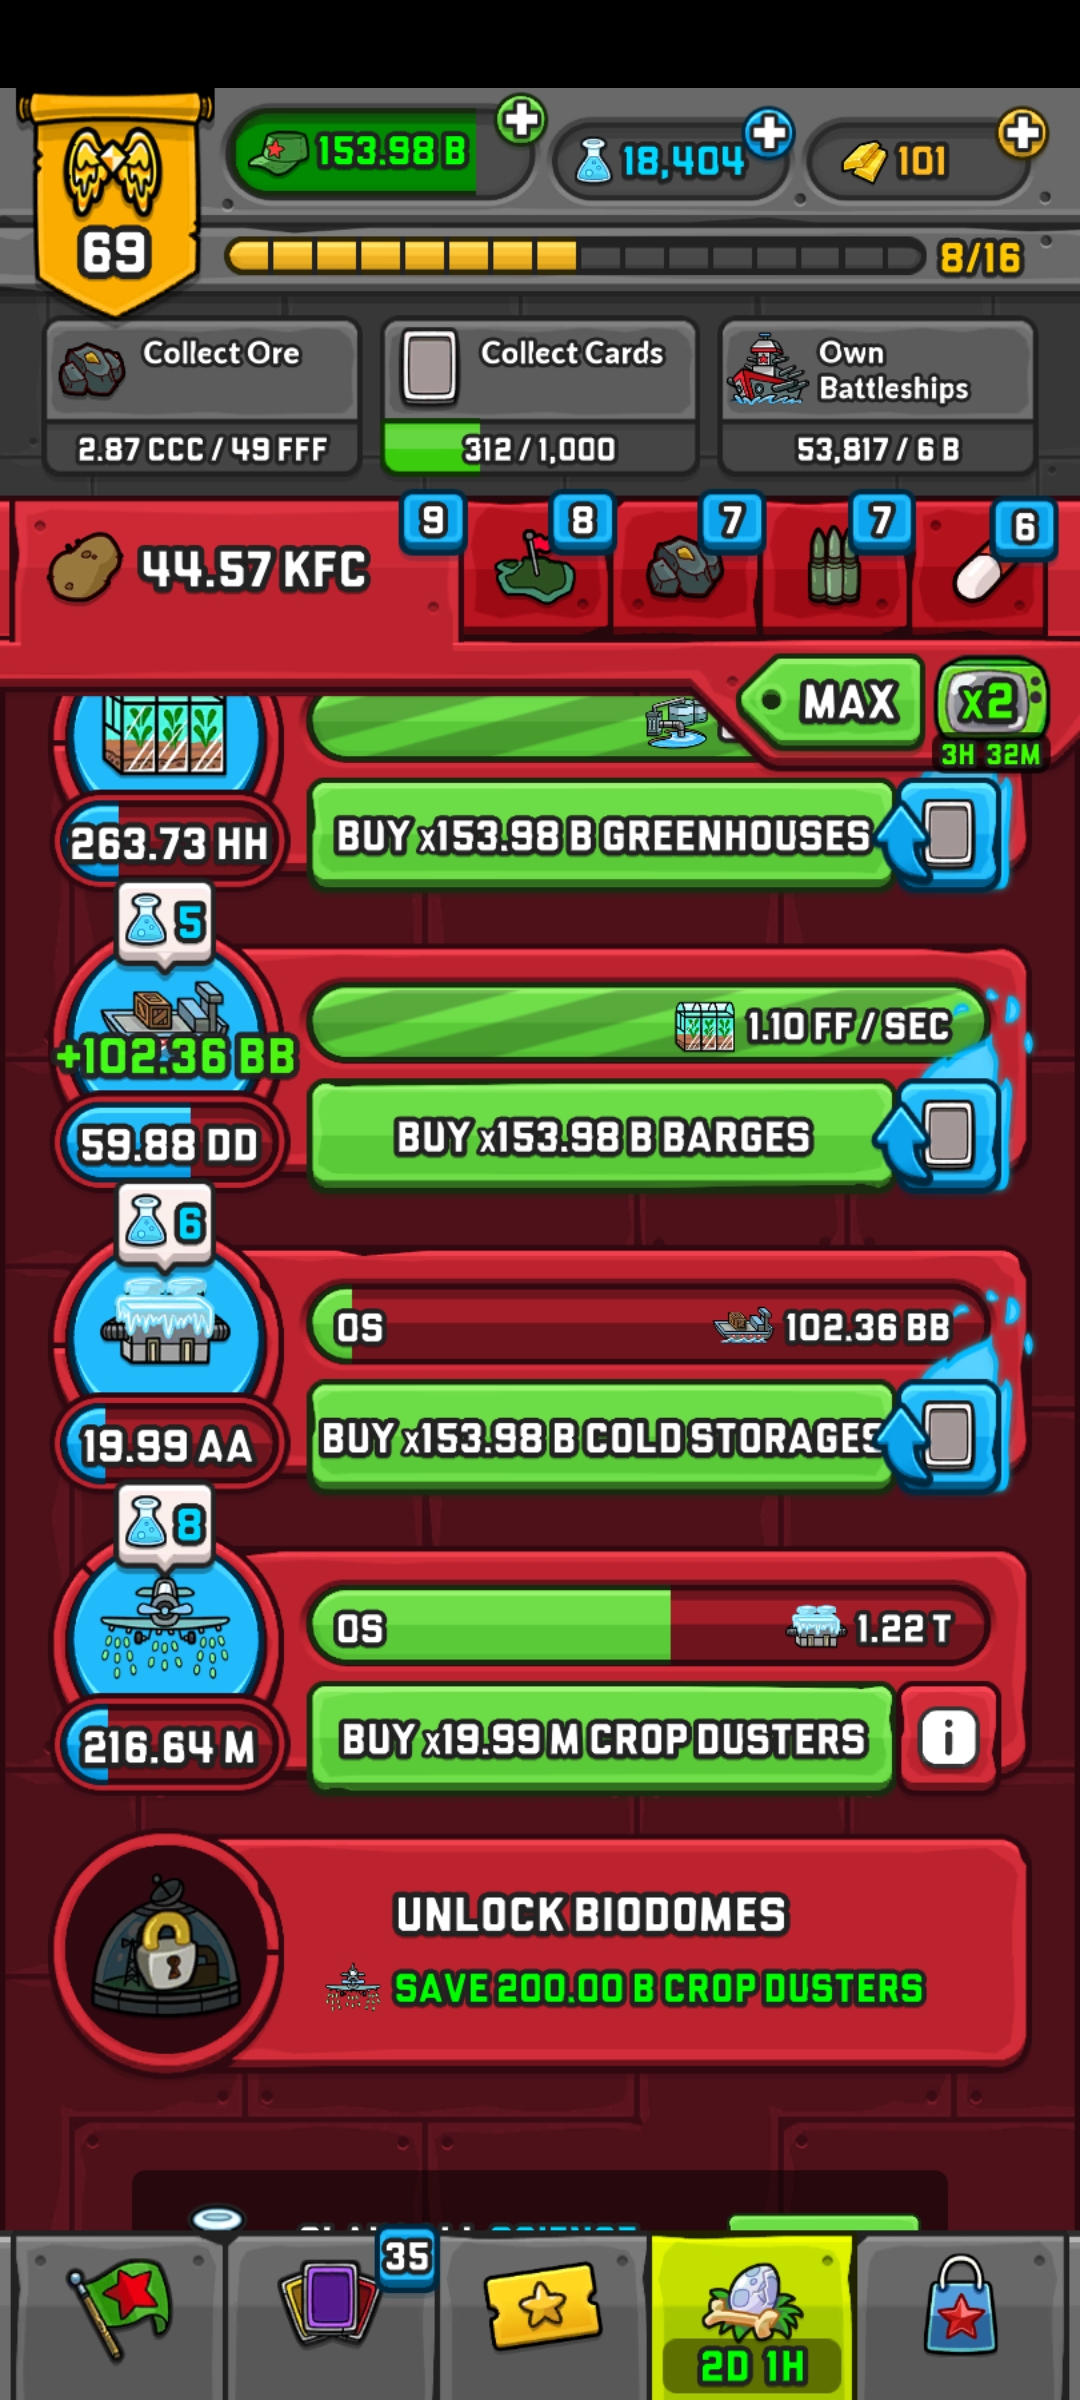 153.98 B
18,404
101
69
8/16
Collect Ore
2.87 CCC / 49 FFF
Collect Cards
312 / 1,000
Own
Battleships
53,817 / 6 B
44.57 KFC
9
8
7
7
6
MAX
x2
3H 32M
263.73 HH
BUY x153.98 B GREENHOUSES
5
+102.36 BB
1.10 FF / SEC
59.88 DD
BUY x153.98 B BARGES
6
0S
102.36 BB
19.99 AA
BUY x153.98 B COLD STORAGES
8
0S
1.22 T
216.64 M
BUY x19.99 M CROP DUSTERS
i
UNLOCK BIODOMES
SAVE 200.00 B CROP DUSTERS
35
2D 1H